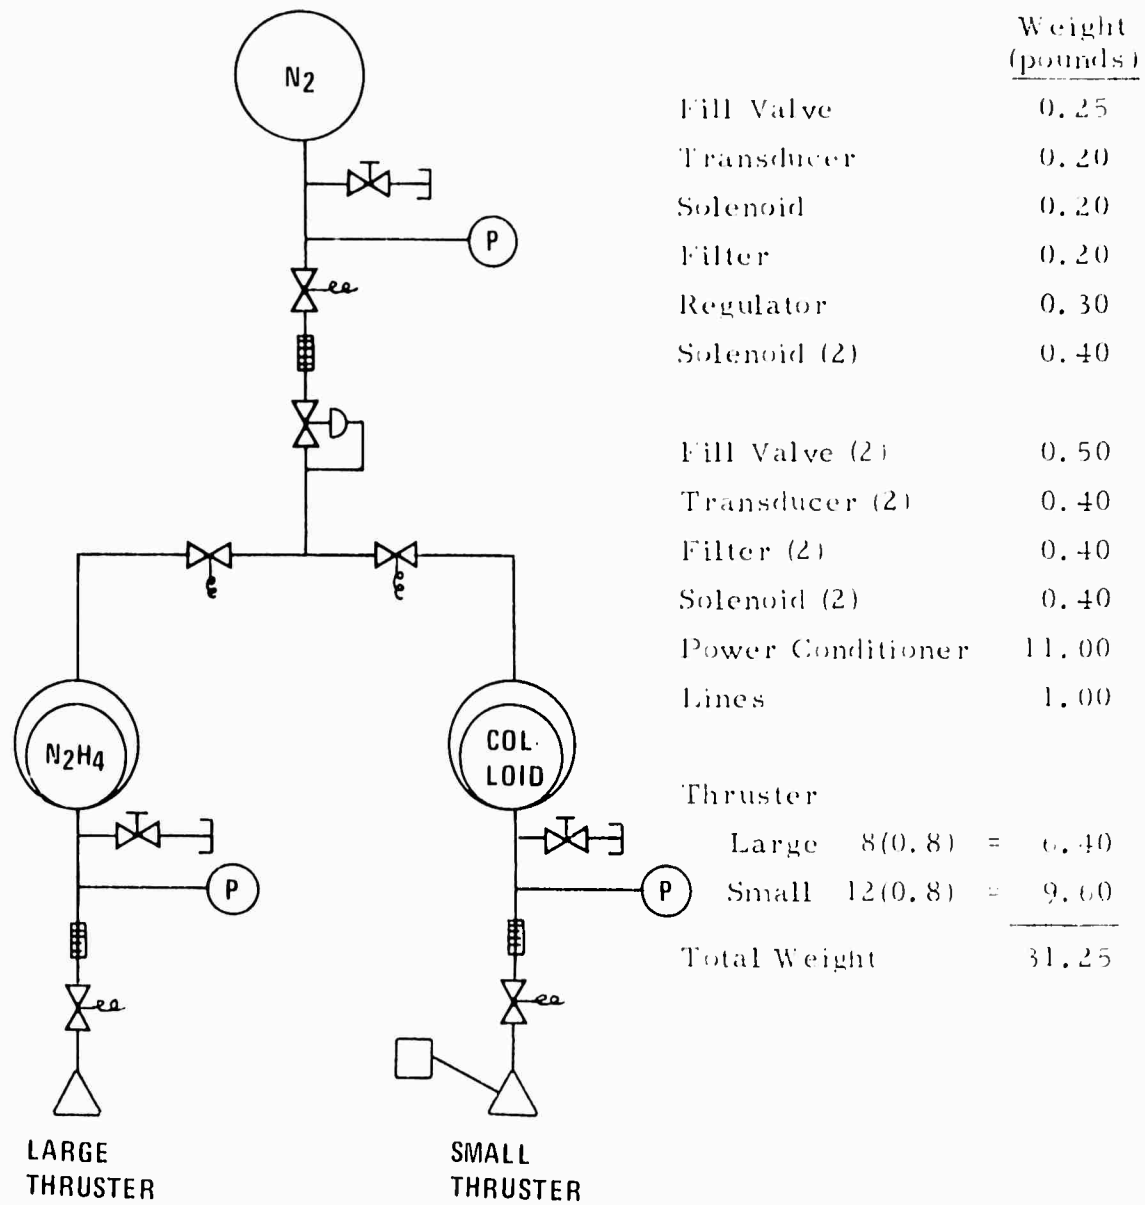 N2
P
N2H4
COL-
LOID
P
P
LARGE
THRUSTER
SMALL
THRUSTER
Weight
(pounds)
Fill Valve 0.25
Transducer 0.20
Solenoid 0.20
Filter 0.20
Regulator 0.30
Solenoid (2) 0.40
Fill Valve (2) 0.50
Transducer (2) 0.40
Filter (2) 0.40
Solenoid (2) 0.40
Power Conditioner 11.00
Lines 1.00
Thruster
Large 8(0.8) = 6.40
Small 12(0.8) = 9.60
Total Weight 31.25